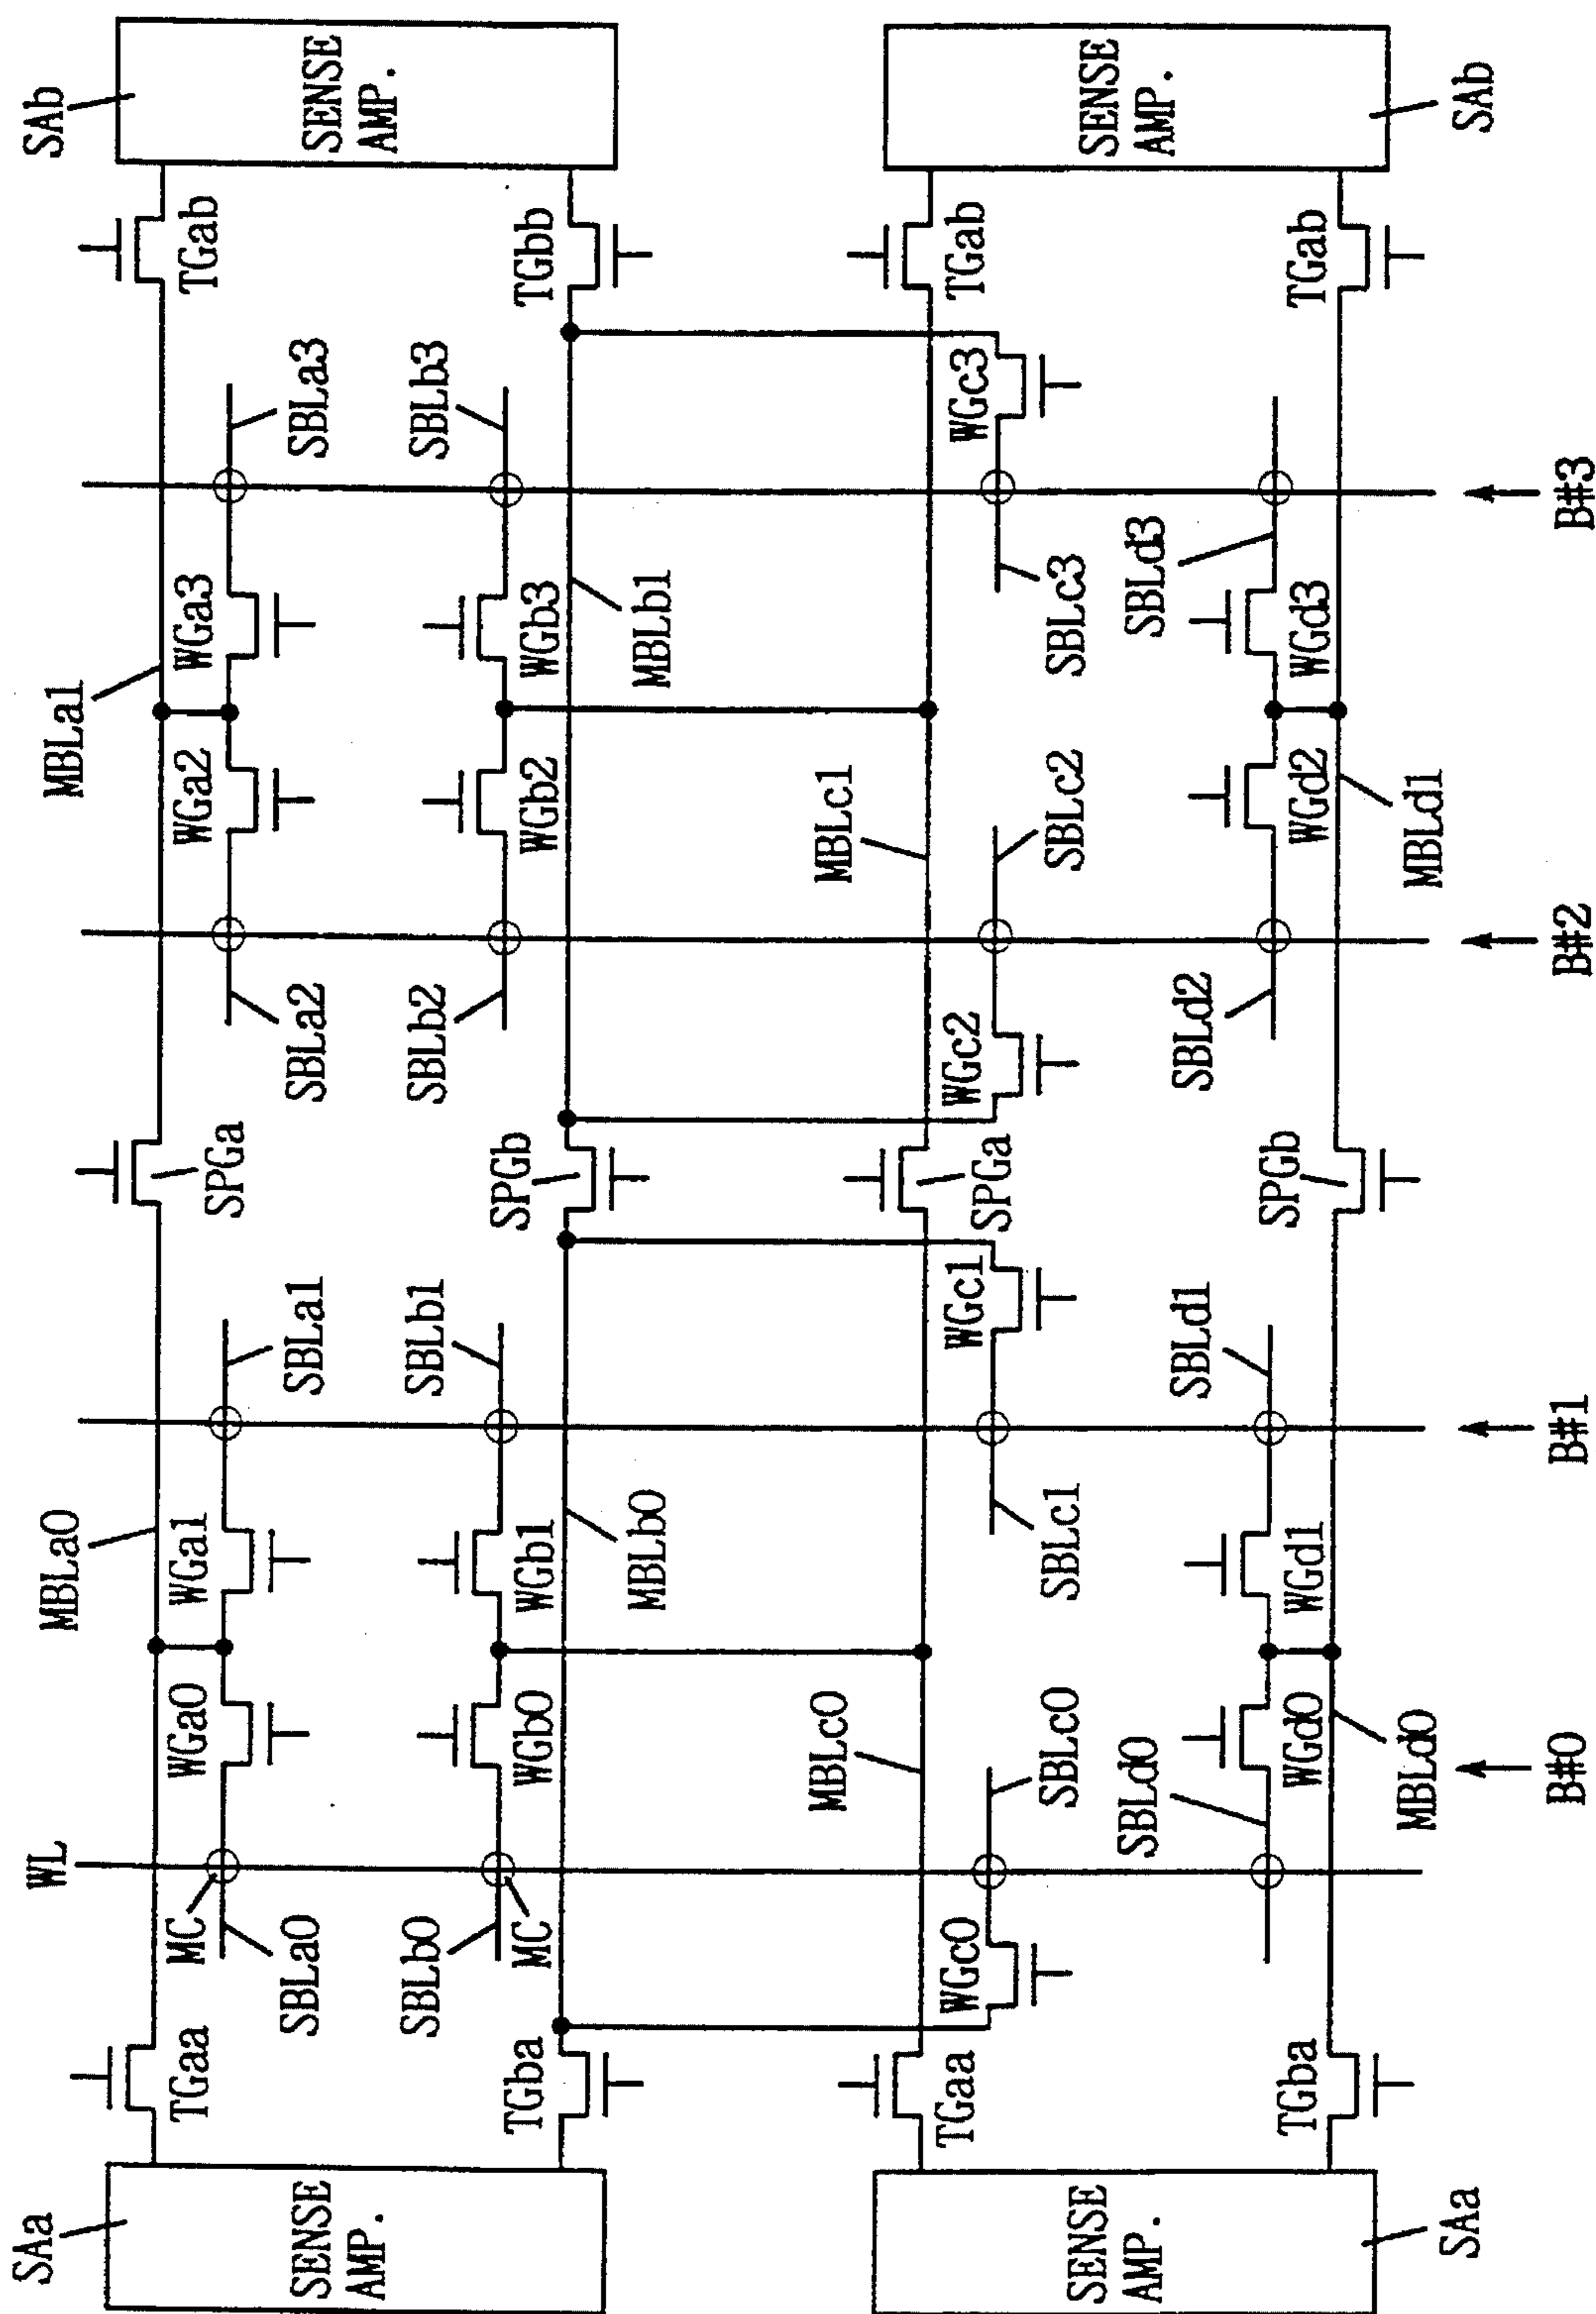 SAa
WL
MBLa0
MBLa1
SAb
TGaa
MC
WGa0
WGa1
SPGa
WGa2
WGa3
TGab
SENSE
AMP.
SBLa0
SBLa1
SBLa2
SBLa3
SENSE
AMP.
SBLb0
SBLb1
SBLb2
SBLb3
TGba
MC
WGb0
WGb1
SPGb
WGb2
WGb3
TGbb
MBLb0
MBLb1
MBLc0
MBLc1
TGaa
WGc0
WGc1
SPGa
WGc2
WGc3
TGab
SENSE
AMP.
SBLc0
SBLc1
SBLc2
SBLc3
SENSE
AMP.
SBLd0
SBLd1
SBLd2
SBLd3
TGba
WGd0
WGd1
SPGb
WGd2
WGd3
TGab
MBLd0
MBLd1
SAa
SAb
B#0
B#1
B#2
B#3